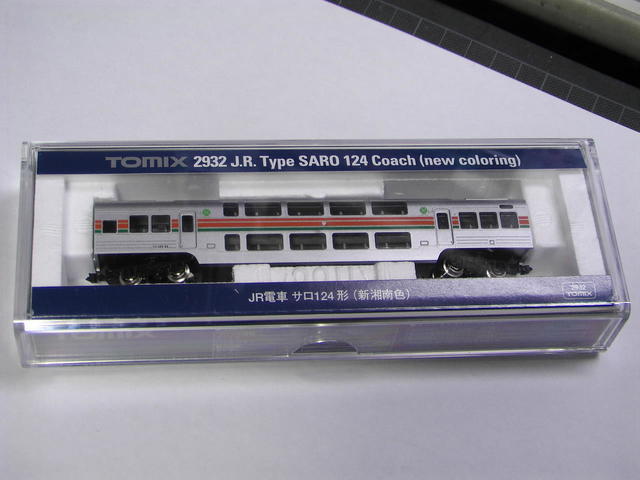 TOMIX 2932 J.R. Type SARO 124 Coach (new coloring)
JR電車 サロ124形 (新湘南色)
2932
TOMIX